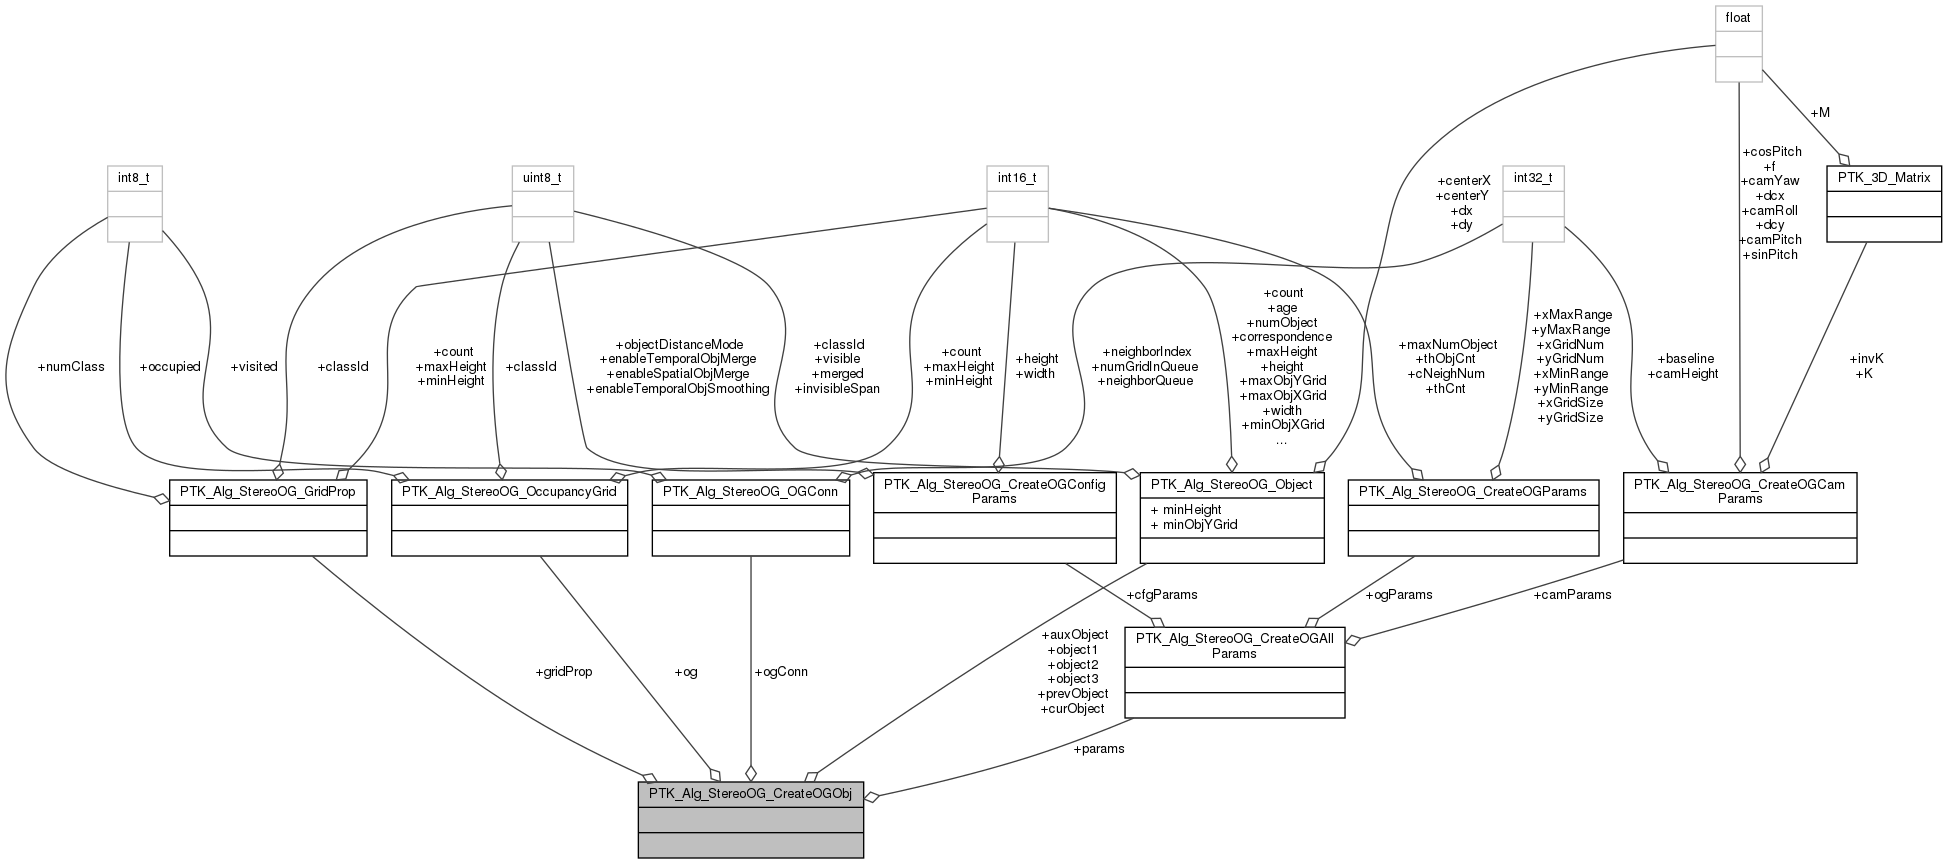 float
+M
int8_t
uint8_t
int16_t
int32_t
PTK_3D_Matrix
+centerX
+centerY
+dx
+dy
+cosPitch
+f
+camYaw
+dcx
+camRoll
+dcy
+camPitch
+sinPitch
+numClass
+occupied
+visited
+classId
+count
+maxHeight
+minHeight
+classId
+objectDistanceMode
+enableTemporalObjMerge
+enableSpatialObjMerge
+enableTemporalObjSmoothing
+classId
+visible
+merged
+invisibleSpan
+count
+maxHeight
+minHeight
+height
+width
+neighborIndex
+numGridInQueue
+neighborQueue
+count
+age
+numObject
+correspondence
+maxHeight
+height
+maxObjYGrid
+maxObjXGrid
+width
+minObjXGrid
...
+maxNumObject
+thObjCnt
+cNeighNum
+thCnt
+xMaxRange
+yMaxRange
+xGridNum
+yGridNum
+xMinRange
+yMinRange
+xGridSize
+yGridSize
+baseline
+camHeight
+invK
+K
PTK_Alg_StereoOG_GridProp
PTK_Alg_StereoOG_OccupancyGrid
PTK_Alg_StereoOG_OGConn
PTK_Alg_StereoOG_CreateOGConfig
Params
PTK_Alg_StereoOG_Object
+ minHeight
+ minObjYGrid
PTK_Alg_StereoOG_CreateOGParams
PTK_Alg_StereoOG_CreateOGCam
Params
+cfgParams
+ogParams
+camParams
PTK_Alg_StereoOG_CreateOGAll
Params
+gridProp
+og
+ogConn
+auxObject
+object1
+object2
+object3
+prevObject
+curObject
+params
PTK_Alg_StereoOG_CreateOGObj